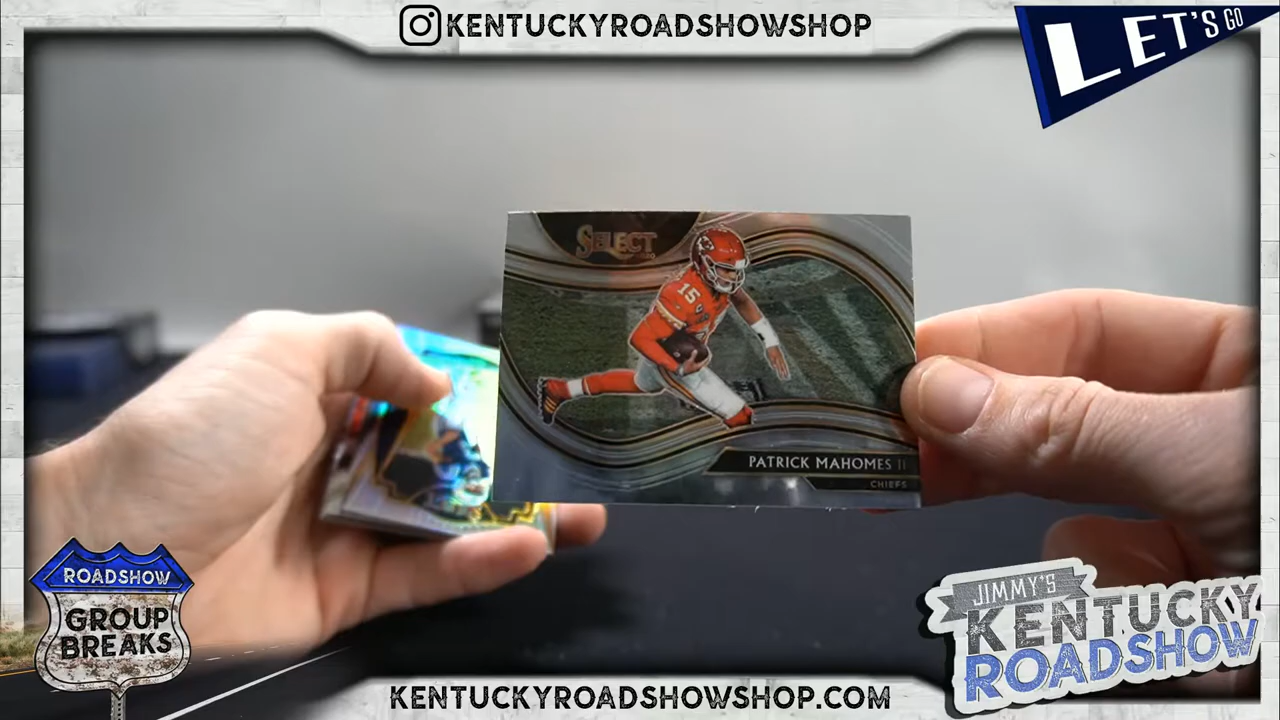 KENTUCKYROADSHOWSHOP
LET'S GO
SELECT
15
PATRICK MAHOMES II
CHIEFS
ROADSHOW
GROUP
BREAKS
JIMMY'S
KENTUCKY
ROADSHOW
KENTUCKYROADSHOWSHOP.COM